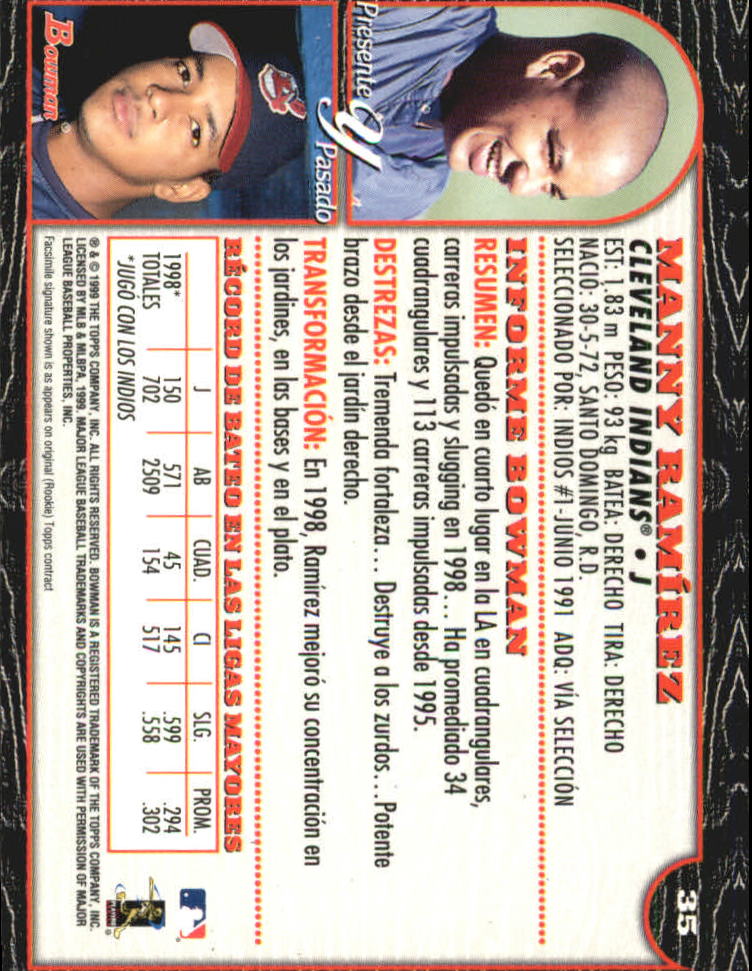 35
MANNY RAMÍREZ
CLEVELAND INDIANS® • J
EST: 1,83 m PESO: 93 kg BATEA: DERECHO TIRA: DERECHO
NACIÓ: 30-5-72, SANTO DOMINGO, R.D.
SELECCIONADO POR: INDIOS #1-JUNIO 1991 ADQ: VÍA SELECCIÓN
INFORME BOWMAN
RESUMEN: Quedó en cuarto lugar en la LA en cuadrangulares,
carreras impulsadas y slugging en 1998... Ha promediado 34
cuadrangulares y 113 carreras impulsadas desde 1995.
DESTREZAS: Tremenda fortaleza... Destruye a los zurdos...Potente
brazo desde el jardín derecho.
TRANSFORMACIÓN: En 1998, Ramírez mejoró su concentración en
los jardines, en las bases y en el plato.
Presente y Pasado
Bowman®
RÉCORD DE BATEO EN LAS LIGAS MAYORES
J AB CUAD. CI SLG. PROM.
1998* 150 571 45 145 .599 .294
TOTALES 702 2509 154 517 .558 .302
*JUGÓ CON LOS INDIOS
® & © 1999 THE TOPPS COMPANY, INC. ALL RIGHTS RESERVED. BOWMAN IS A REGISTERED TRADEMARK OF THE TOPPS COMPANY, INC.
LICENSED BY MLB & MLBPA, 1999. MAJOR LEAGUE BASEBALL TRADEMARKS AND COPYRIGHTS ARE USED WITH PERMISSION OF MAJOR
LEAGUE BASEBALL PROPERTIES, INC.
Facsimile signature shown is as appears on original (Rookie) Topps contract